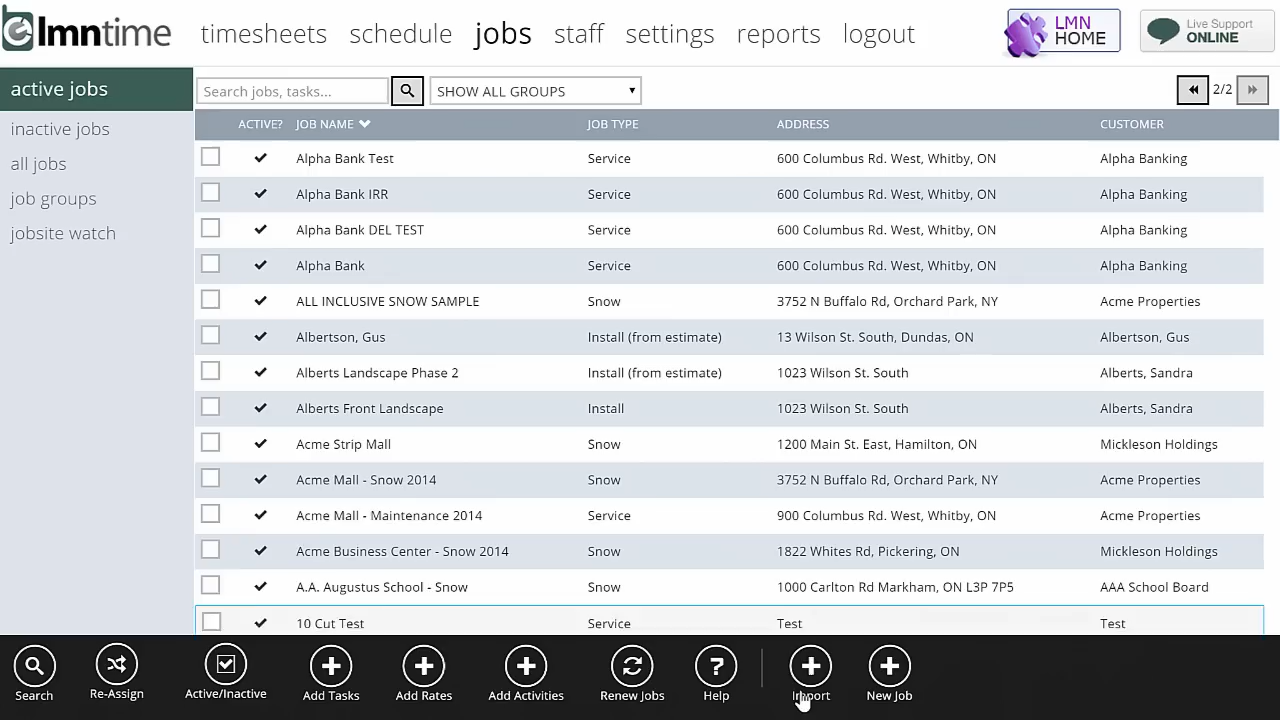 lmntime timesheets schedule jobs staff settings reports logout LMN HOME Live Support ONLINE
active jobs
inactive jobs
all jobs
job groups
jobsite watch
Search jobs, tasks... SHOW ALL GROUPS 2/2
ACTIVE? JOB NAME JOB TYPE ADDRESS CUSTOMER
Alpha Bank Test Service 600 Columbus Rd. West, Whitby, ON Alpha Banking
Alpha Bank IRR Service 600 Columbus Rd. West, Whitby, ON Alpha Banking
Alpha Bank DEL TEST Service 600 Columbus Rd. West, Whitby, ON Alpha Banking
Alpha Bank Service 600 Columbus Rd. West, Whitby, ON Alpha Banking
ALL INCLUSIVE SNOW SAMPLE Snow 3752 N Buffalo Rd, Orchard Park, NY Acme Properties
Albertson, Gus Install (from estimate) 13 Wilson St. South, Dundas, ON Albertson, Gus
Alberts Landscape Phase 2 Install (from estimate) 1023 Wilson St. South Alberts, Sandra
Alberts Front Landscape Install 1023 Wilson St. South Alberts, Sandra
Acme Strip Mall Snow 1200 Main St. East, Hamilton, ON Mickleson Holdings
Acme Mall - Snow 2014 Snow 3752 N Buffalo Rd, Orchard Park, NY Acme Properties
Acme Mall - Maintenance 2014 Service 900 Columbus Rd. West, Whitby, ON Acme Properties
Acme Business Center - Snow 2014 Snow 1822 Whites Rd, Pickering, ON Mickleson Holdings
A.A. Augustus School - Snow Snow 1000 Carlton Rd Markham, ON L3P 7P5 AAA School Board
10 Cut Test Service Test Test
Search Re-Assign Active/Inactive Add Tasks Add Rates Add Activities Renew Jobs Help Import New Job